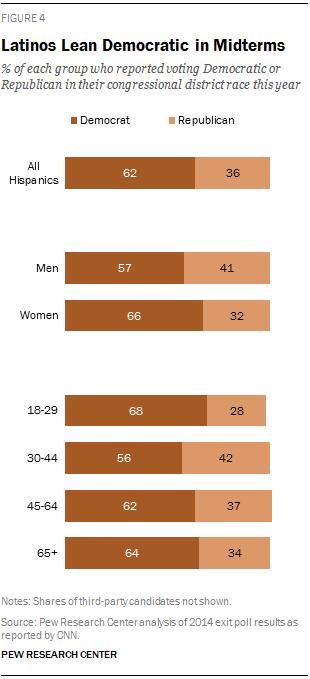 FIGURE 4
Latinos Lean Democratic in Midterms
% of each group who reported voting Democratic or
Republican in their congressional district race this year
Democrat Republican
All
Hispanics
62 36
Men 57 41
Women 66 32
18-29 68 28
30-44 56 42
45-64 62 37
65+ 64 34
Notes: Shares of third-party candidates not shown.
Source: Pew Research Center analysis of 2014 exit poll results as
reported by CNN.
PEW RESEARCH CENTER